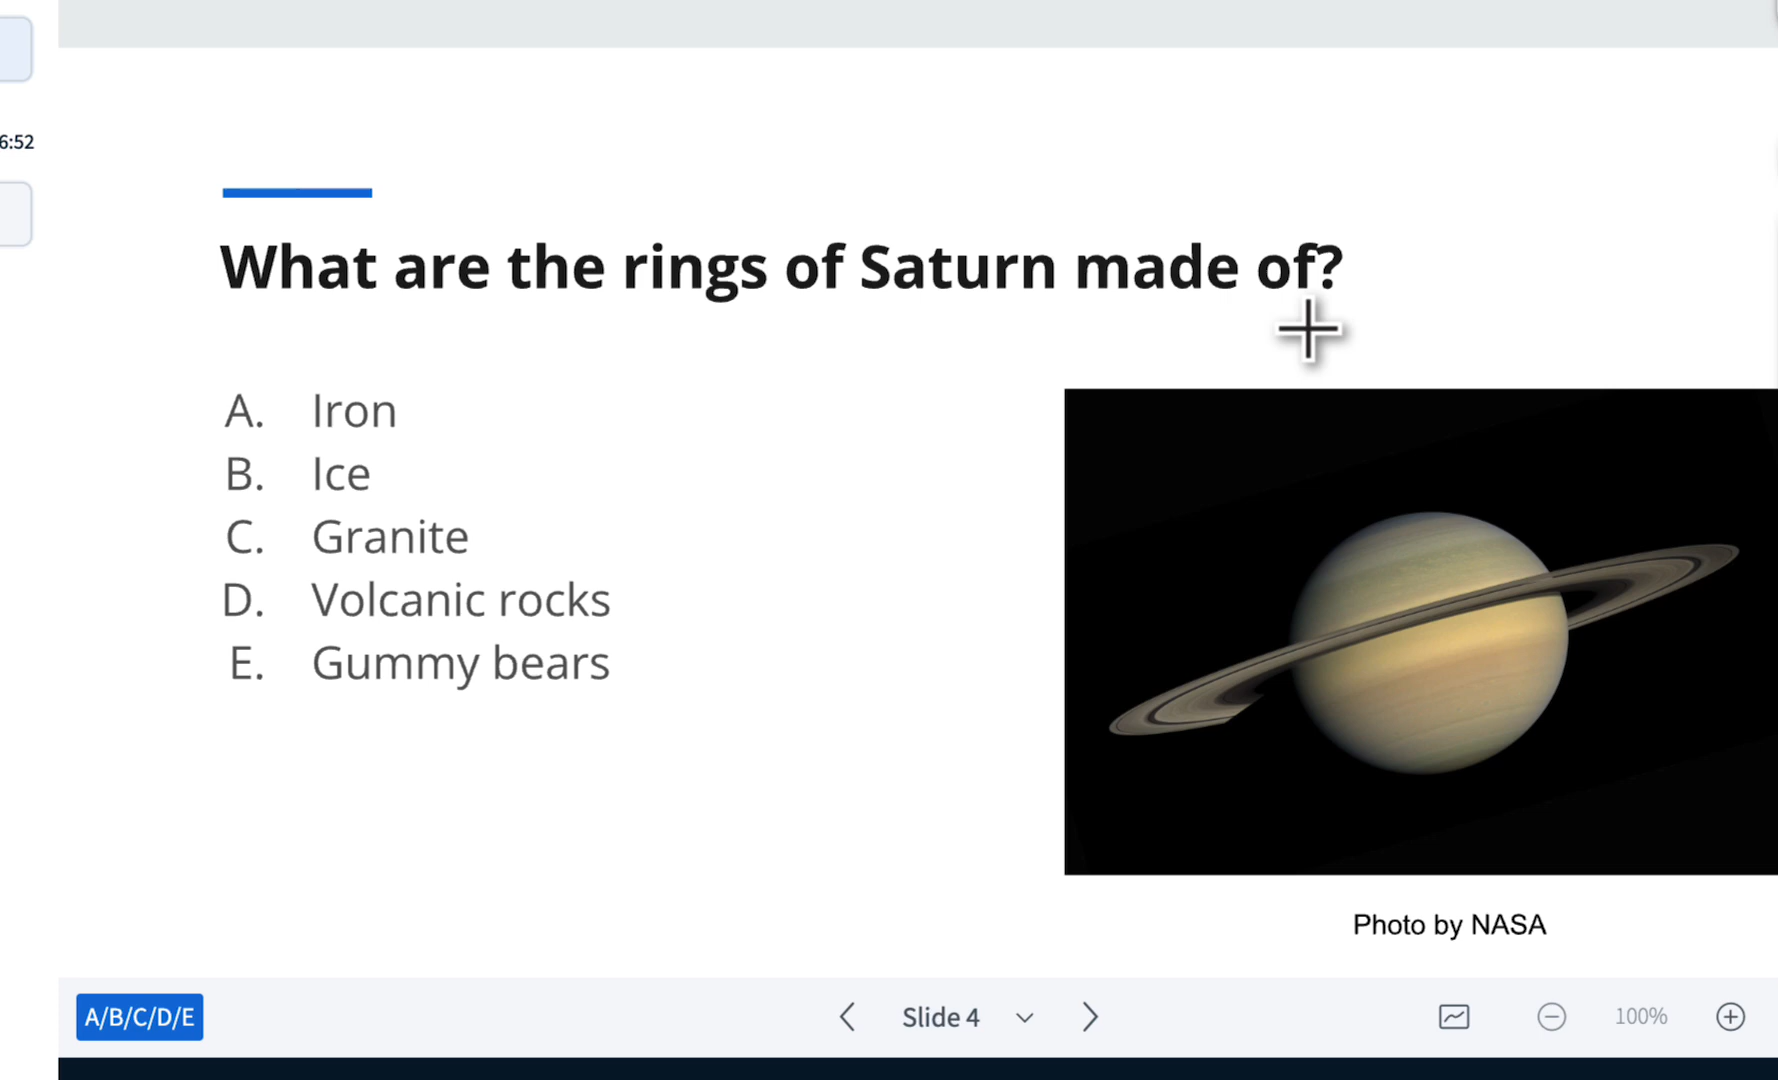 6:52
What are the rings of Saturn made of?
A. Iron
B. Ice
C. Granite
D. Volcanic rocks
E. Gummy bears
Photo by NASA
A/B/C/D/E
Slide 4
100%